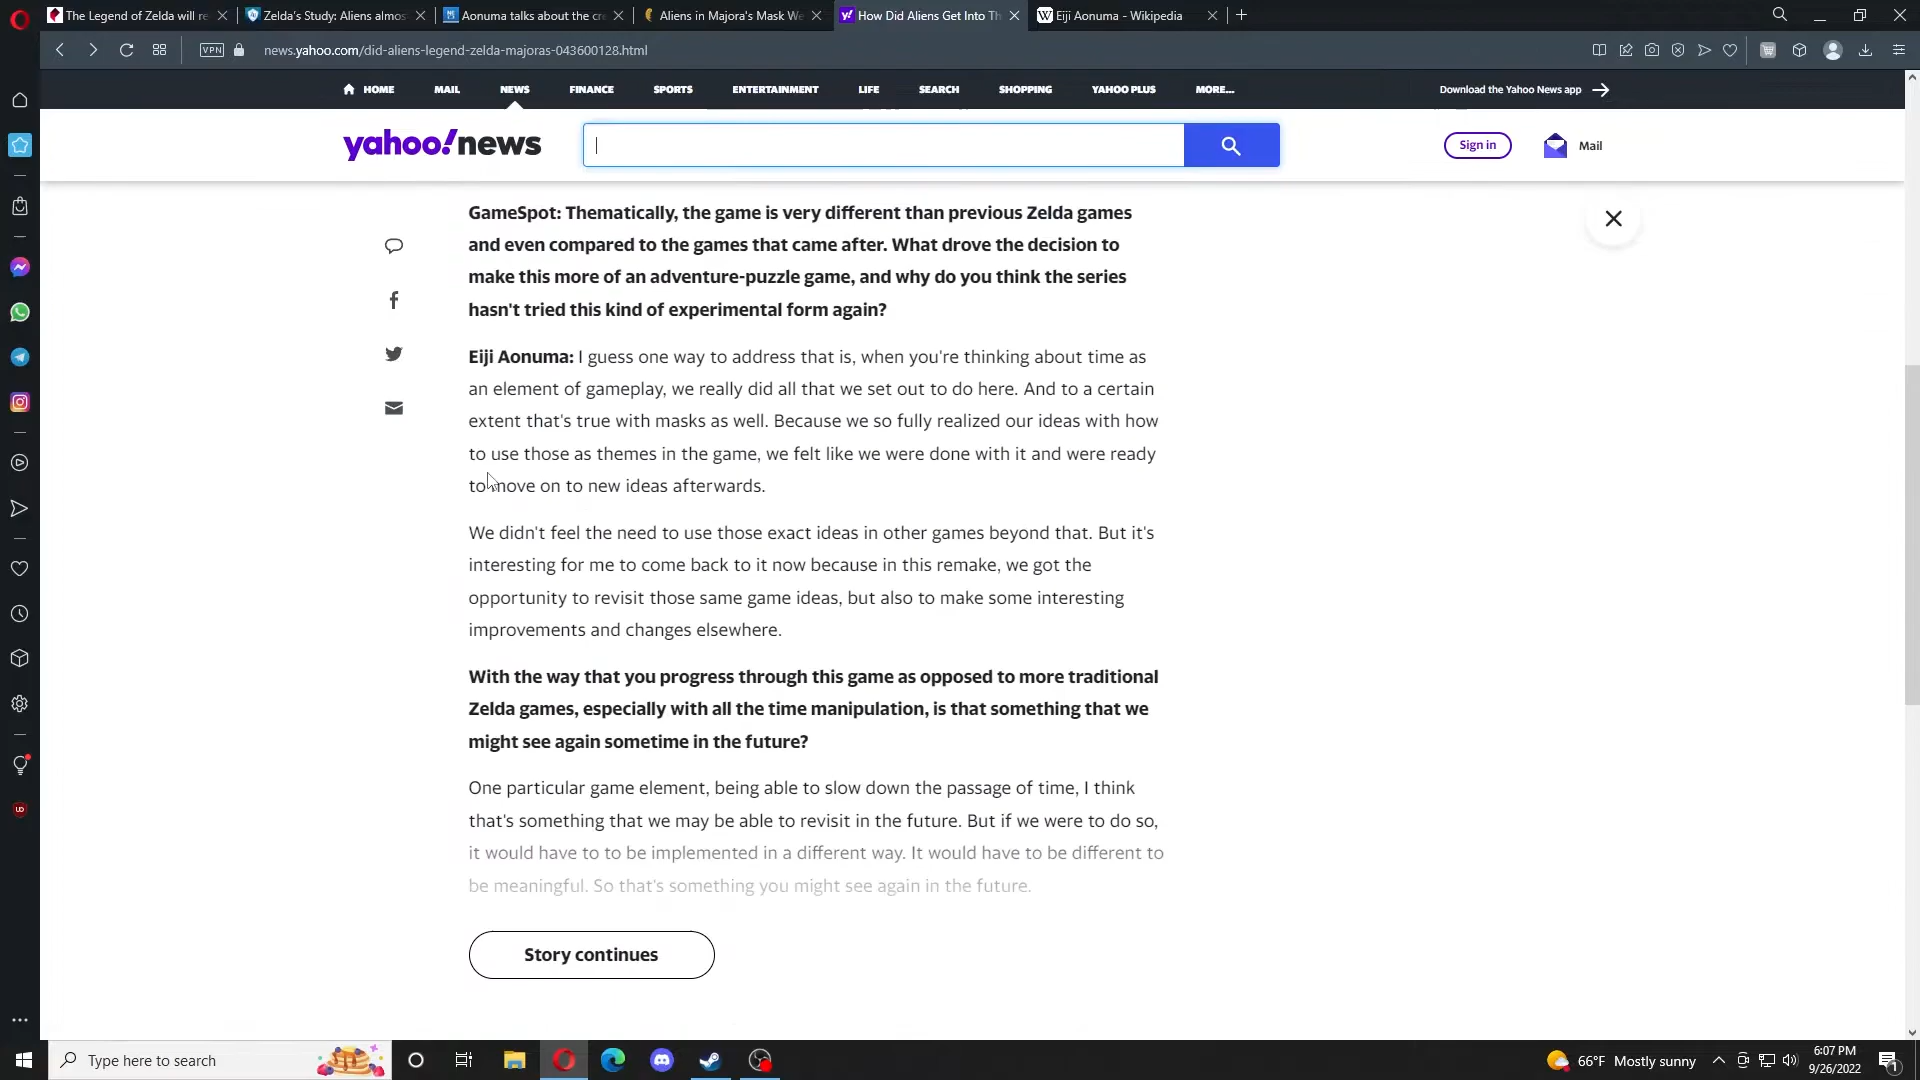 The Legend of Zelda will re
Zelda's Study: Aliens almos
Aonuma talks about the cr
Aliens in Majora's Mask We
How Did Aliens Get Into Th
Eiji Aonuma - Wikipedia
VPN
news.yahoo.com/did-aliens-legend-zelda-majoras-043600128.html
HOME MAIL NEWS FINANCE SPORTS ENTERTAINMENT LIFE SEARCH SHOPPING YAHOO PLUS MORE... Download the Yahoo News app
yahoo!news
Sign in
Mail
GameSpot: Thematically, the game is very different than previous Zelda games
and even compared to the games that came after. What drove the decision to
make this more of an adventure-puzzle game, and why do you think the series
hasn't tried this kind of experimental form again?
Eiji Aonuma: I guess one way to address that is, when you're thinking about time as
an element of gameplay, we really did all that we set out to do here. And to a certain
extent that's true with masks as well. Because we so fully realized our ideas with how
to use those as themes in the game, we felt like we were done with it and were ready
to move on to new ideas afterwards.
We didn't feel the need to use those exact ideas in other games beyond that. But it's
interesting for me to come back to it now because in this remake, we got the
opportunity to revisit those same game ideas, but also to make some interesting
improvements and changes elsewhere.
With the way that you progress through this game as opposed to more traditional
Zelda games, especially with all the time manipulation, is that something that we
might see again sometime in the future?
One particular game element, being able to slow down the passage of time, I think
that's something that we may be able to revisit in the future. But if we were to do so,
it would have to to be implemented in a different way. It would have to be different to
be meaningful. So that's something you might see again in the future.
Story continues
Type here to search
66°F Mostly sunny
6:07 PM
9/26/2022